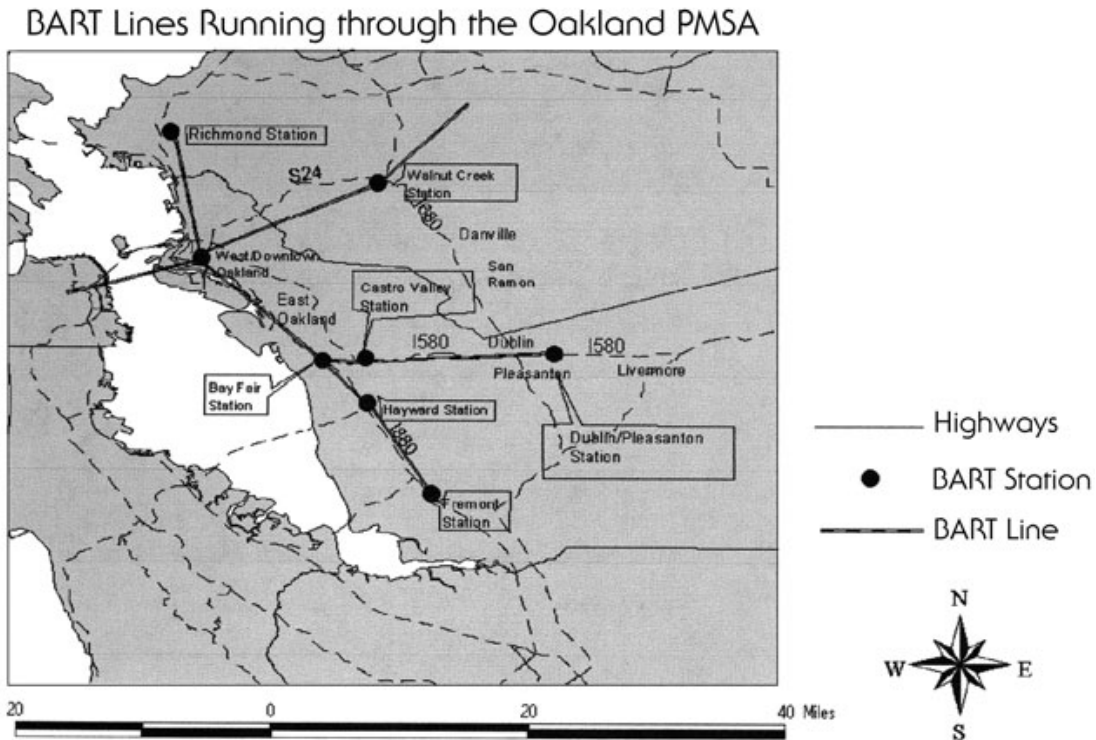 BART Lines Running through the Oakland PMSA
Richmond Station
S24
Walnut Creek
Station
I680
Danville
San
Ramon
West/Downtown
Oakland
Castro Valley
Station
East
Oakland
I580
Dublin
I580
Pleasanton
Livermore
Bay Fair
Station
Hayward Station
I880
Dublin/Pleasanton
Station
Fremont
Station
L
Highways
BART Station
BART Line
N
W
E
S
20
0
20
40 Miles